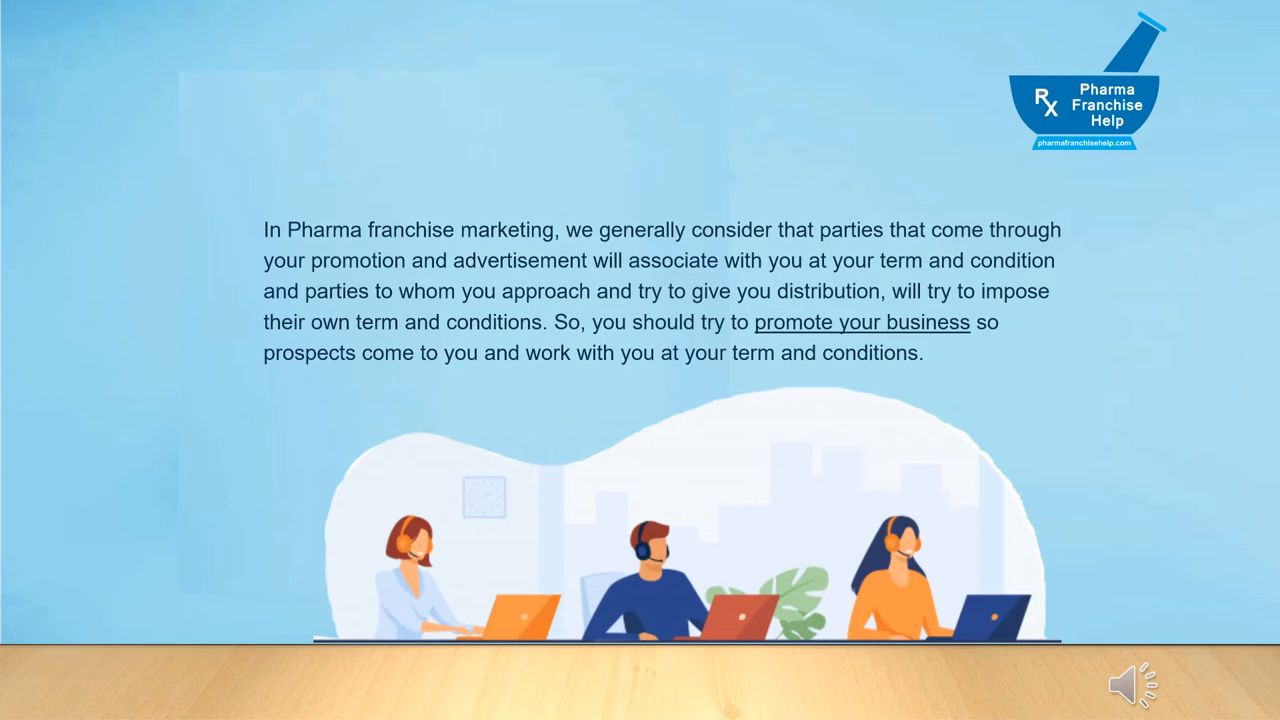 Rx
Pharma
Franchise
Help
pharmafranchisehelp.com
In Pharma franchise marketing, we generally consider that parties that come through
your promotion and advertisement will associate with you at your term and condition
and parties to whom you approach and try to give you distribution, will try to impose
their own term and conditions. So, you should try to promote your business so
prospects come to you and work with you at your term and conditions.